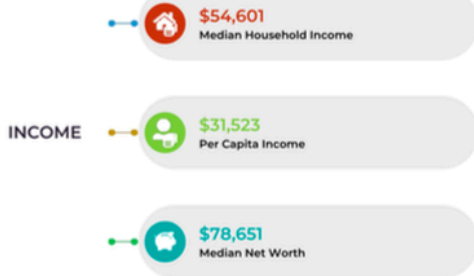 $54,601
Median Household Income
INCOME
$31,523
Per Capita Income
$78,651
Median Net Worth